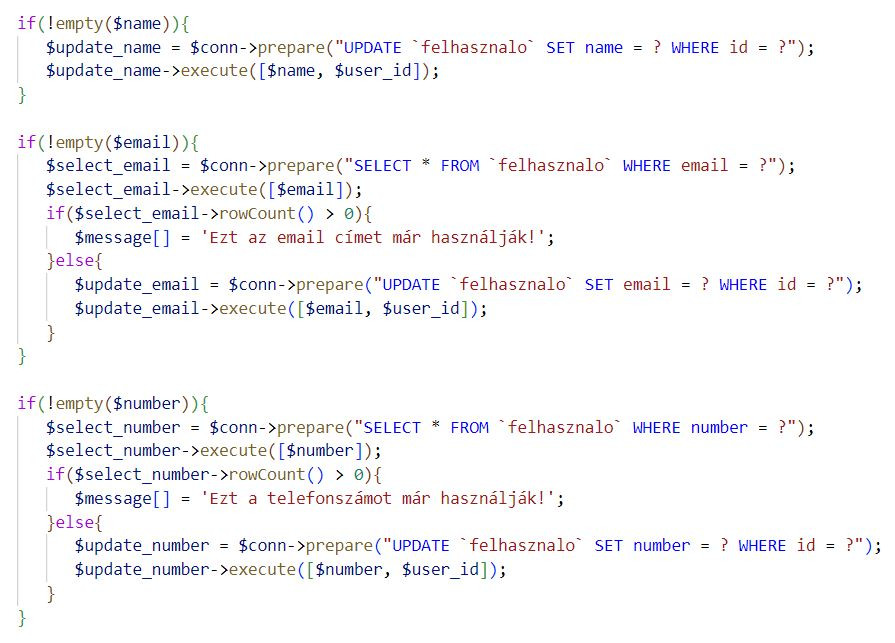 if(!empty($name)){
   $update_name = $conn->prepare("UPDATE `felhasznalo` SET name = ? WHERE id = ?");
   $update_name->execute([$name, $user_id]);
}

if(!empty($email)){
   $select_email = $conn->prepare("SELECT * FROM `felhasznalo` WHERE email = ?");
   $select_email->execute([$email]);
   if($select_email->rowCount() > 0){
      $message[] = 'Ezt az email címet már használják!';
   }else{
      $update_email = $conn->prepare("UPDATE `felhasznalo` SET email = ? WHERE id = ?");
      $update_email->execute([$email, $user_id]);
   }
}

if(!empty($number)){
   $select_number = $conn->prepare("SELECT * FROM `felhasznalo` WHERE number = ?");
   $select_number->execute([$number]);
   if($select_number->rowCount() > 0){
      $message[] = 'Ezt a telefonszámot már használják!';
   }else{
      $update_number = $conn->prepare("UPDATE `felhasznalo` SET number = ? WHERE id = ?");
      $update_number->execute([$number, $user_id]);
   }
}